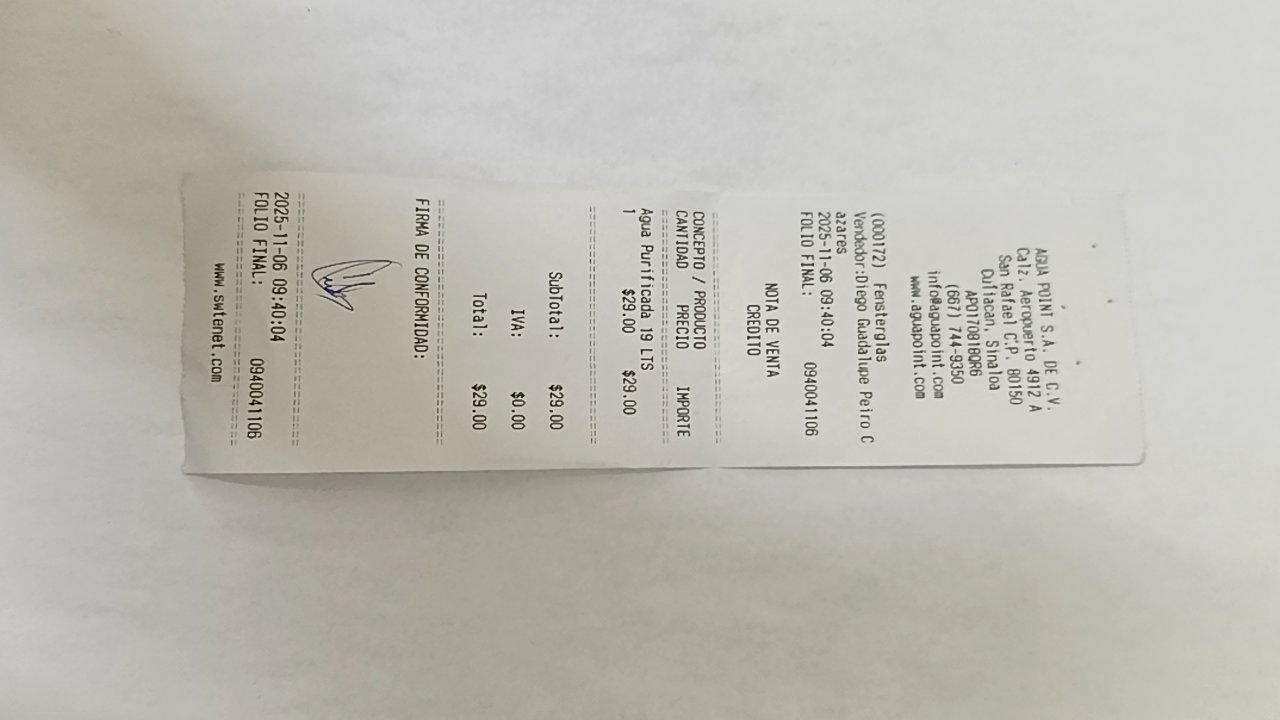 AGUA POINT S.A. DE C.V.
Calz. Aeropuerto 4912 A
San Rafael C.P. 80150
Culiacan, Sinaloa
APO170818QR6
(667) 744-9350
info@aguapoint.com
www.aguapoint.com
(000172) Fensterglas
Vendedor:Diego Guadalupe Peiro C
azares
2025-11-06 09:40:04
FOLIO FINAL: 0940041106
NOTA DE VENTA
CREDITO
CONCEPTO / PRODUCTO
CANTIDAD PRECIO IMPORTE
Agua Purificada 19 LTS
1 $29.00 $29.00
SubTotal: $29.00
IVA: $0.00
Total: $29.00
FIRMA DE CONFORMIDAD:
2025-11-06 09:40:04
FOLIO FINAL: 0940041106
www.swtenet.com